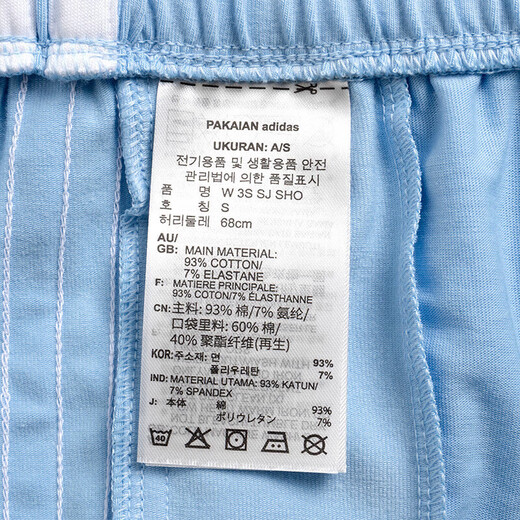 PAKAIAN adidas
UKURAN: A/S
전기용품 및 생활용품 안전
관리법에 의한 품질표시
품 명 W 3S SJ SHO
호 칭 S
허리둘레 68cm
AU/
GB: MAIN MATERIAL:
93% COTTON/
7% ELASTANE
F: MATIERE PRINCIPALE:
93% COTON/7% ELASTHANNE
CN: 主料: 93% 棉/7% 氨纶/
口袋里料: 60% 棉/
40% 聚酯纤维(再生)
KOR: 주소재: 면 93%
폴리우레탄 7%
IND: MATERIAL UTAMA: 93% KATUN/
7% SPANDEX
J: 本体 綿 93%
ポリウレタン 7%
40